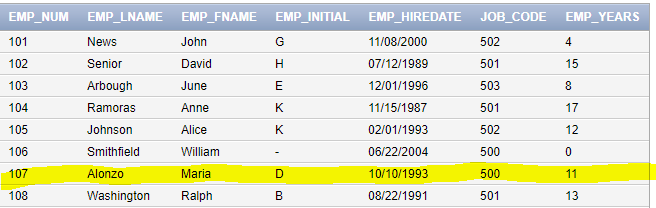 EMP_NUM EMP_LNAME EMP_FNAME EMP_INITIAL EMP_HIREDATE JOB_CODE EMP_YEARS
101 News John G 11/08/2000 502 4
102 Senior David H 07/12/1989 501 15
103 Arbough June E 12/01/1996 503 8
104 Ramoras Anne K 11/15/1987 501 17
105 Johnson Alice K 02/01/1993 502 12
106 Smithfield William - 06/22/2004 500 0
107 Alonzo Maria D 10/10/1993 500 11
108 Washington Ralph B 08/22/1991 501 13